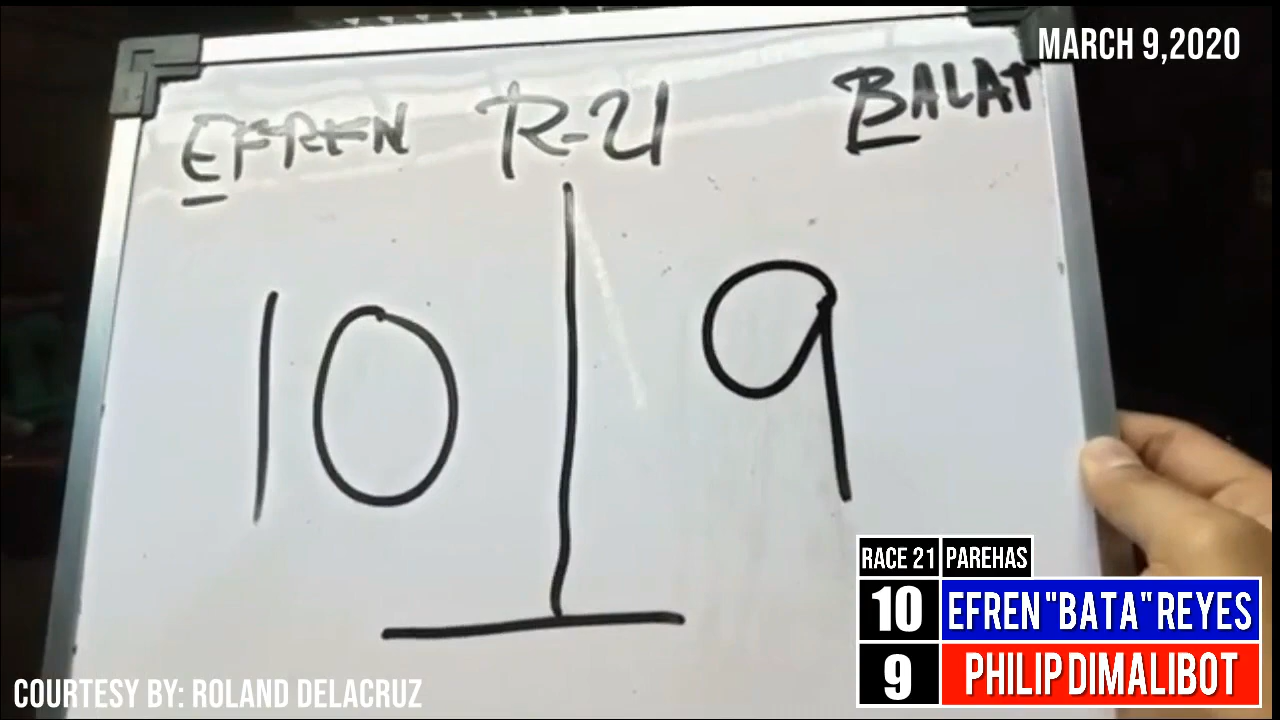 MARCH 9,2020
EFREN R-21 BALAT
10 9
RACE 21 PAREHAS
10 EFREN "BATA" REYES
9 PHILIP DIMALIBOT
COURTESY BY: ROLAND DELACRUZ